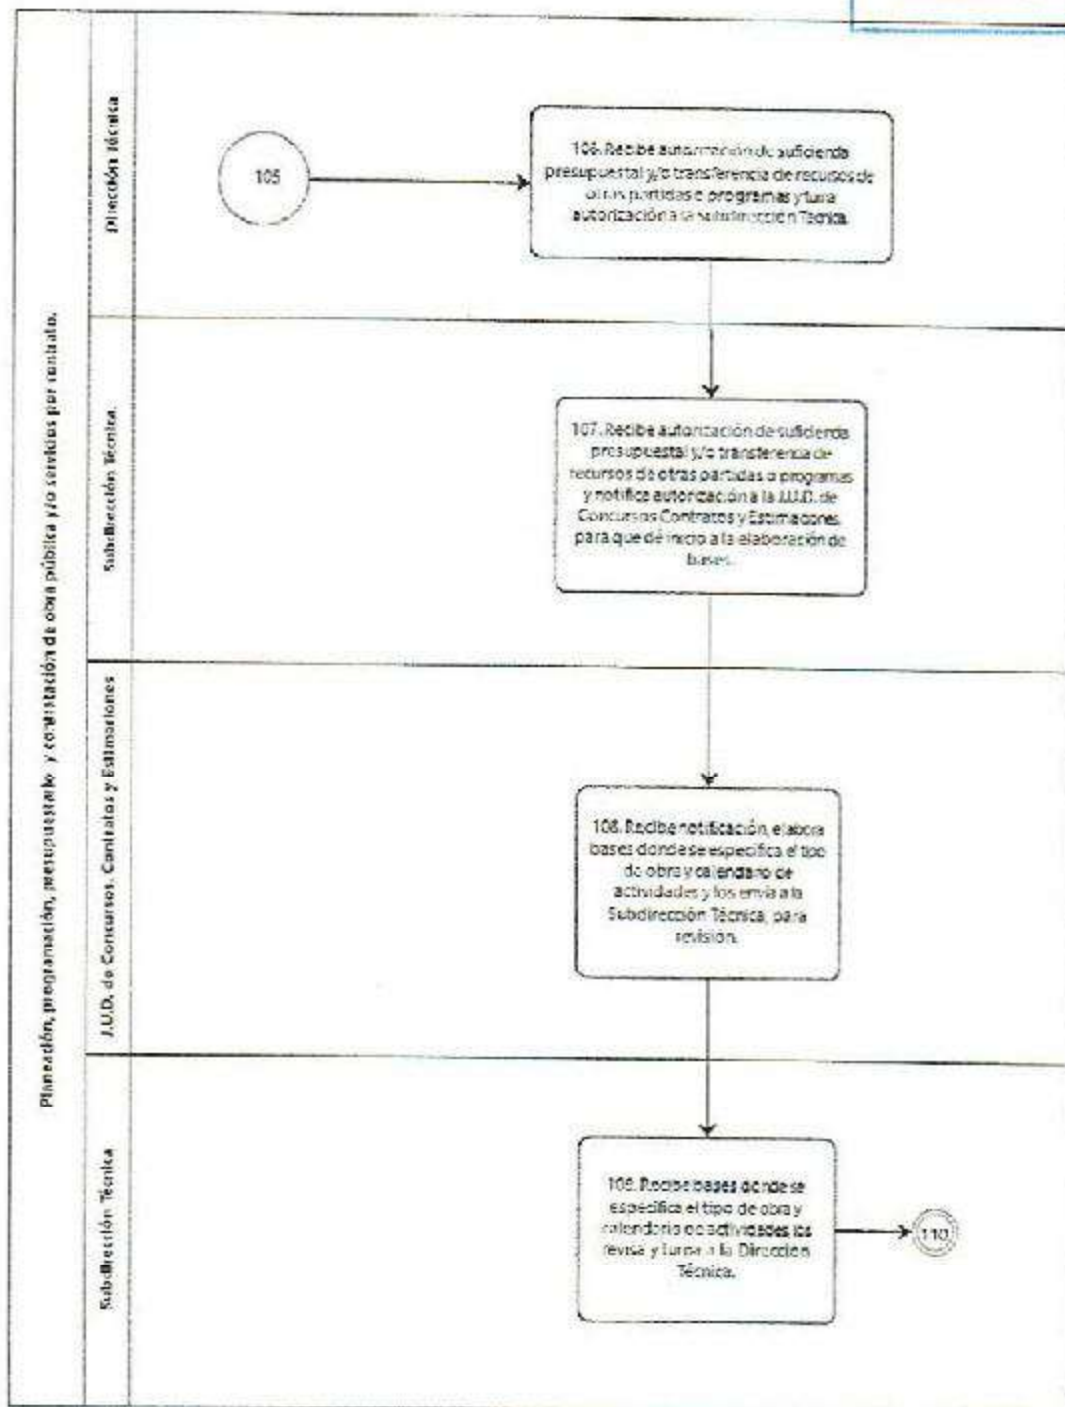 Planeación, programación, presupuestario y contratación de obra pública y/o servicios por contrato.
Dirección Técnica
105
106. Recibe autorización de suficienda
presupuestal y/o transferencia de recursos de
otras partidas o programas y turna
autorización a la Subdirección Técnica.
Subdirección Técnica.
107. Recibe autorización de suficienda
presupuestal y/o transferencia de
recursos de otras partidas o programas
y notifica autorización a la J.U.D. de
Concursos Contratos y Estimaciones,
para que dé inicio a la elaboración de
bases.
J.U.D. de Concursos, Contratos y Estimaciones
108. Recibe notificación, elabora
bases donde se especifica el tipo
de obra y calendario de
actividades y los envía a la
Subdirección Técnica, para
revisión.
Subdirección Técnica
109. Recibe bases donde se
especifica el tipo de obra y
calendario de actividades, los
revisa y turna a la Dirección
Técnica.
110